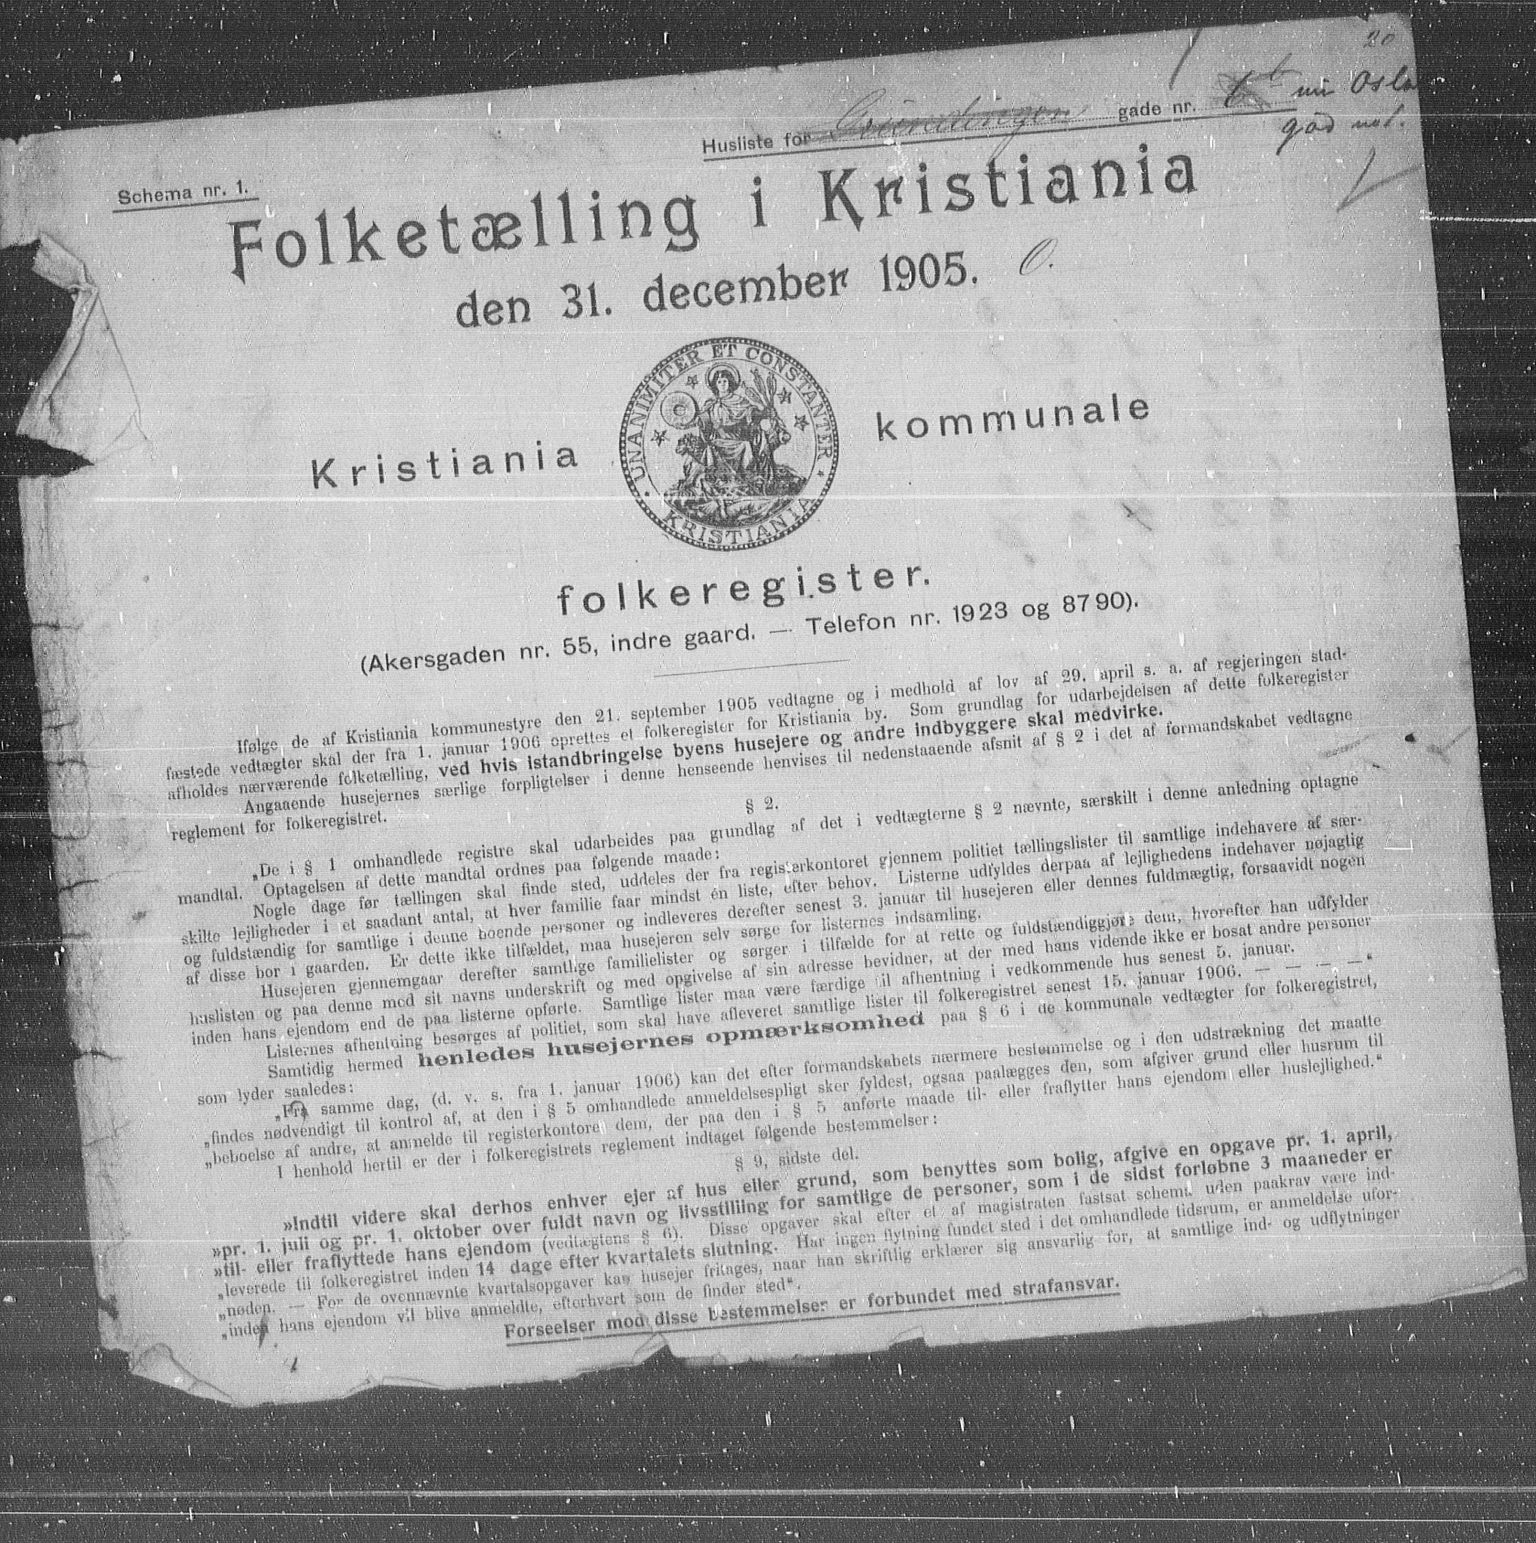 20
Husliste for Grændingen gade nr. 6b nu Oslo
gad no 1.
Schema nr. 1.
Folketælling i Kristiania
den 31. december 1905. O.
UNANIMITER ET CONSTANTER
KRISTIANIA
Kristiania kommunale
folkeregister.
(Akersgaden nr. 55, indre gaard. — Telefon nr. 1923 og 8790).
Ifølge de af Kristiania kommunestyre den 21. september 1905 vedtagne og i medhold af lov af 29. april s. a. af regjeringen stad-
fæstede vedtægter skal der fra 1. januar 1906 oprettes et folkeregister for Kristiania by. Som grundlag for udarbejdelsen af dette folkeregister
afholdes nærværende folketælling, ved hvis istandbringelse byens husejere og andre indbyggere skal medvirke.
Angaaende husejernes særlige forpligtelser i denne henseende henvises til nedenstaaende afsnit af § 2 i det af formandskabet vedtagne
reglement for folkeregistret.
§ 2.
„De i § 1 omhandlede registre skal udarbeides paa grundlag af det i vedtægterne § 2 nævnte, særskilt i denne anledning optagne
mandtal. Optagelsen af dette mandtal ordnes paa følgende maade:
Nogle dage før tællingen skal finde sted, uddeles der fra registerkontoret gjennem politiet tællingslister til samtlige indehavere af sær-
skilte lejligheder i et saadant antal, at hver familie faar mindst én liste, efter behov. Listerne udfyldes derpaa af lejlighedens indehaver nøjagtig
og fuldstændig for samtlige i denne boende personer og indleveres derefter senest 3. januar til husejeren eller dennes fuldmægtig, forsaavidt nogen
af disse bor i gaarden. Er dette ikke tilfældet, maa husejeren selv sørge for listernes indsamling.
Husejeren gjennemgaar derefter samtlige familielister og sørger i tilfælde for at rette og fuldstændiggjøre dem, hvorefter han udfylder
huslisten og paa denne med sit navns underskrift og med opgivelse af sin adresse bevidner, at der med hans vidende ikke er bosat andre personer
inden hans ejendom end de paa listerne opførte. Samtlige lister maa være færdige til afhentning i vedkommende hus senest 5. januar.
Listernes afhentning besørges af politiet, som skal have afleveret samtlige lister til folkeregistret senest 15. januar 1906. — — — —“
Samtidig hermed henledes husejernes opmærksomhed paa § 6 i de kommunale vedtægter for folkeregistret,
som lyder saaledes:
„Fra samme dag, (d. v. s. fra 1. januar 1906) kan det efter formandskabets nærmere bestemmelse og i den udstrækning det maatte
„findes nødvendigt til kontrol af, at den i § 5 omhandlede anmeldelsespligt sker fyldest, ogsaa paalægges den, som afgiver grund eller husrum til
„beboelse af andre, at anmelde til registerkontoret dem, der paa den i § 5 anførte maade til- eller fraflytter hans ejendom eller huslejlighed.“
I henhold hertil er der i folkeregistrets reglement indtaget følgende bestemmelser:
§ 9, sidste del.
»Indtil videre skal derhos enhver ejer af hus eller grund, som benyttes som bolig, afgive en opgave pr. 1. april,
»pr. 1. juli og pr. 1. oktober over fuldt navn og livsstilling for samtlige de personer, som i de sidst forløbne 3 maaneder er
»til- eller fraflyttede hans ejendom (vedtægtens § 6). Disse opgaver skal efter et af magistraten fastsat schema uden paakrav være ind-
„leverede til folkeregistret inden 14 dage efter kvartalets slutning. Har ingen flytning fundet sted i det omhandlede tidsrum, er anmeldelse ufor-
„nøden. — For de ovennævnte kvartalsopgaver kan husejer fritages, naar han skriftlig erklærer sig ansvarlig for, at samtlige ind- og udflytninger
„inden hans ejendom vil blive anmeldte, efterhvert som de finder sted“.
Forseelser mod disse bestemmelser er forbundet med strafansvar.